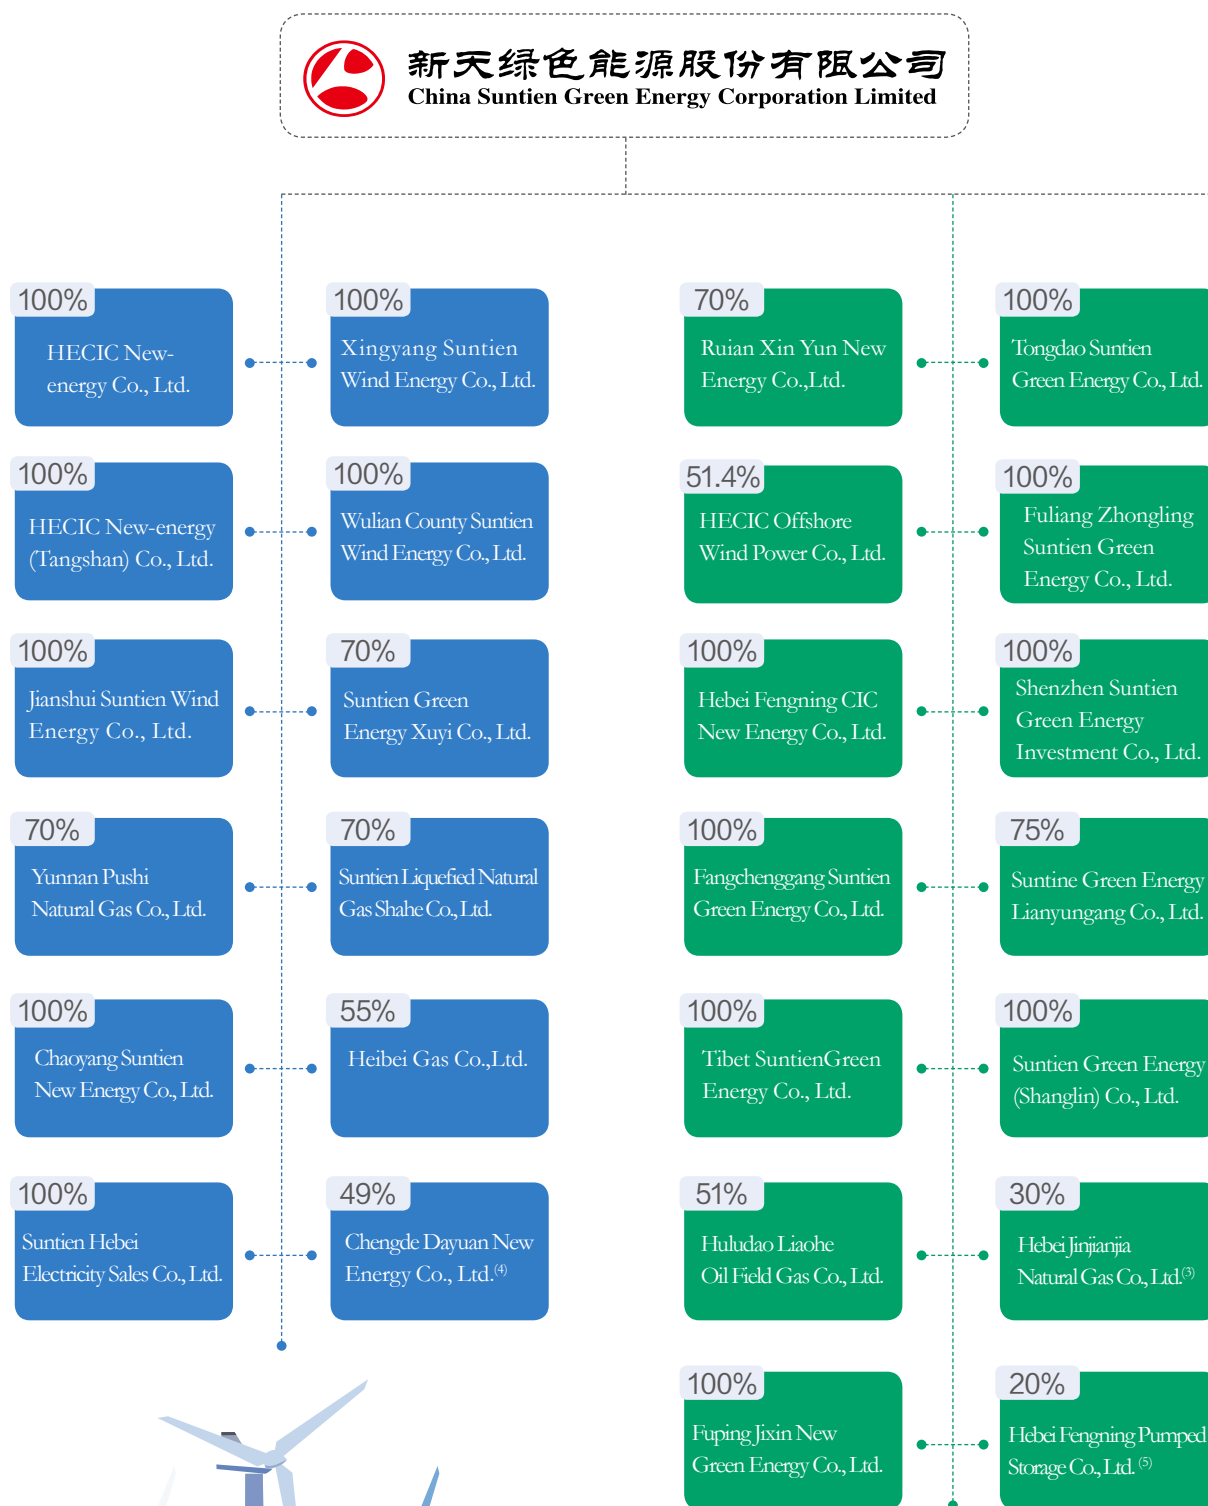 新天绿色能源股份有限公司
China Suntien Green Energy Corporation Limited
100%
HECIC New-
energy Co., Ltd.
100%
Xingyang Suntien
Wind Energy Co., Ltd.
70%
Ruian Xin Yun New
Energy Co.,Ltd.
100%
Tongdao Suntien
Green Energy Co., Ltd.
100%
HECIC New-energy
(Tangshan) Co., Ltd.
100%
Wulian County Suntien
Wind Energy Co., Ltd.
51.4%
HECIC Offshore
Wind Power Co., Ltd.
100%
Fuliang Zhongling
Suntien Green
Energy Co., Ltd.
100%
Jianshui Suntien Wind
Energy Co., Ltd.
70%
Suntien Green
Energy Xuyi Co., Ltd.
100%
Hebei Fengning CIC
New Energy Co., Ltd.
100%
Shenzhen Suntien
Green Energy
Investment Co., Ltd.
70%
Yunnan Pushi
Natural Gas Co., Ltd.
70%
Suntien Liquefied Natural
Gas Shahe Co., Ltd.
100%
Fangchenggang Suntien
Green Energy Co., Ltd.
75%
Suntine Green Energy
Lianyungang Co., Ltd.
100%
Chaoyang Suntien
New Energy Co., Ltd.
55%
Heibei Gas Co.,Ltd.
100%
Tibet SuntienGreen
Energy Co., Ltd.
100%
Suntien Green Energy
(Shanglin) Co., Ltd.
100%
Suntien Hebei
Electricity Sales Co., Ltd.
49%
Chengde Dayuan New
Energy Co., Ltd.(4)
51%
Huludao Liaohe
Oil Field Gas Co., Ltd.
30%
Hebei Jinjianjia
Natural Gas Co., Ltd.(3)
100%
Fuping Jixin New
Green Energy Co., Ltd.
20%
Hebei Fengning Pumped
Storage Co., Ltd. (5)